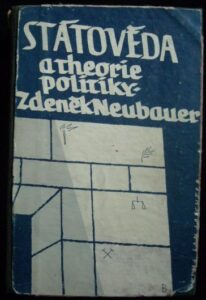 STÁTOVĚDA
a theorie
politiky-
Zdeněk Neubauer
B